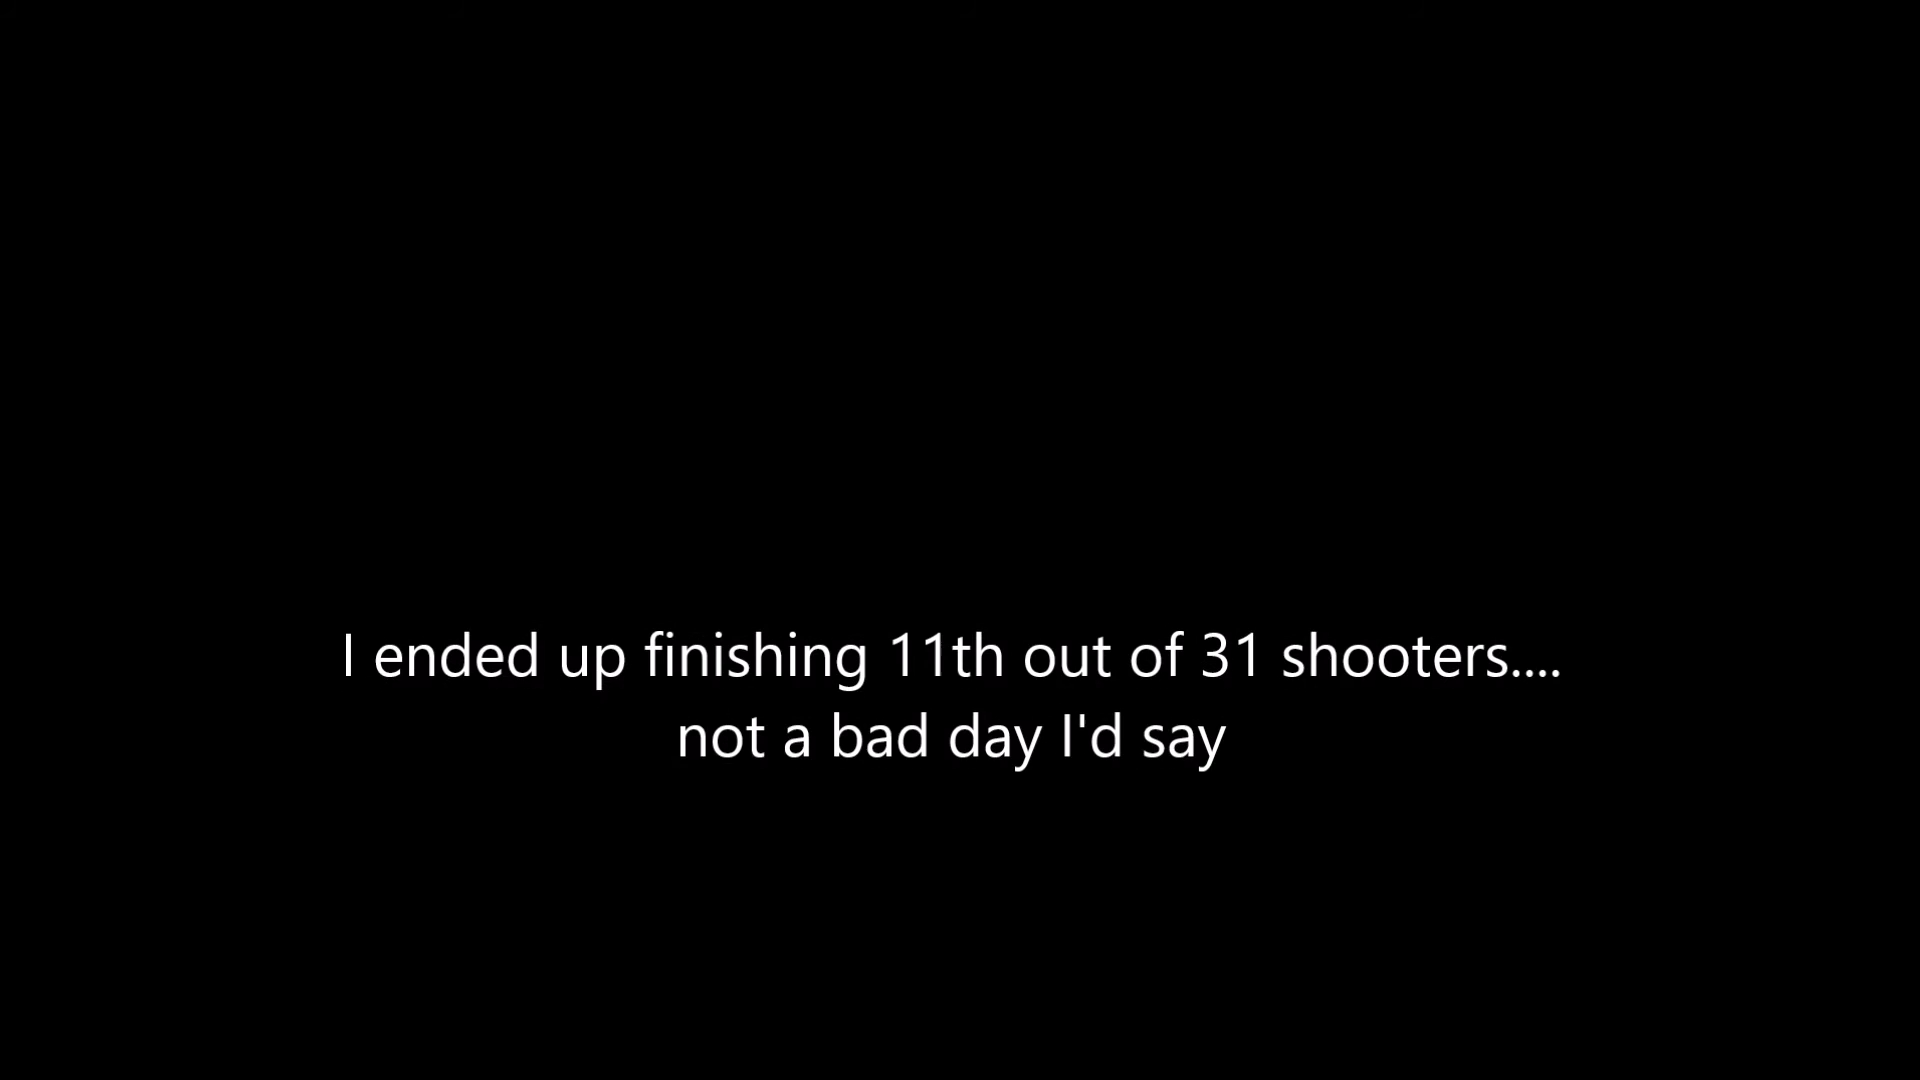 I ended up finishing 11th out of 31 shooters....
not a bad day I'd say